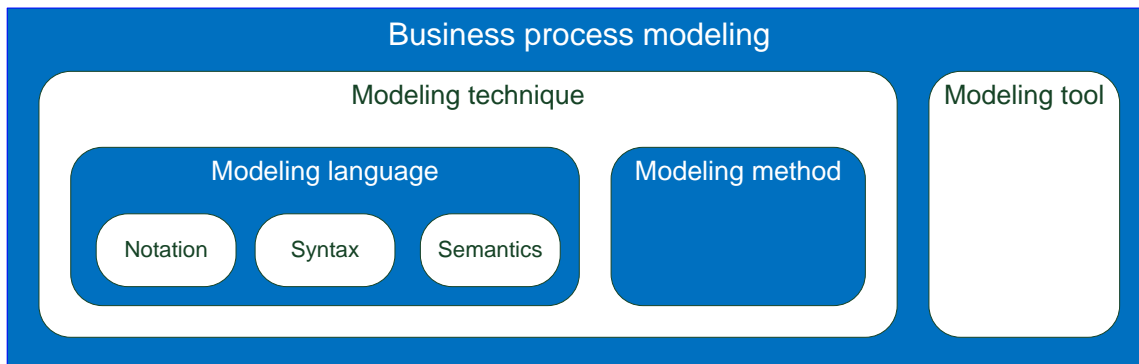 Business process modeling
Modeling technique
Modeling tool
Modeling language
Modeling method
Notation
Syntax
Semantics